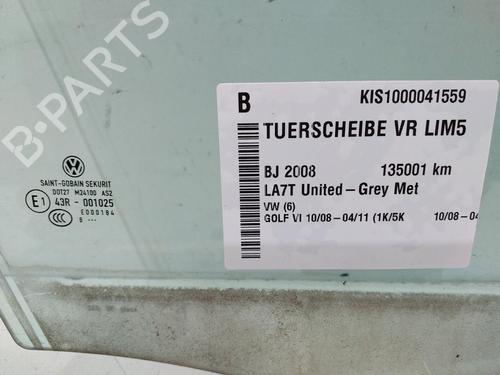 B KIS1000041559
TUERSCHEIBE VR LIM5
BJ 2008 135001 km
LA7T United-Grey Met
VW (6)
GOLF VI 10/08-04/11 (1K/5K 10/08-04
SAINT-GOBAIN SEKURIT
DOT27 M24100 AS2
E1 43R - 001025
E000184
B-PARTS